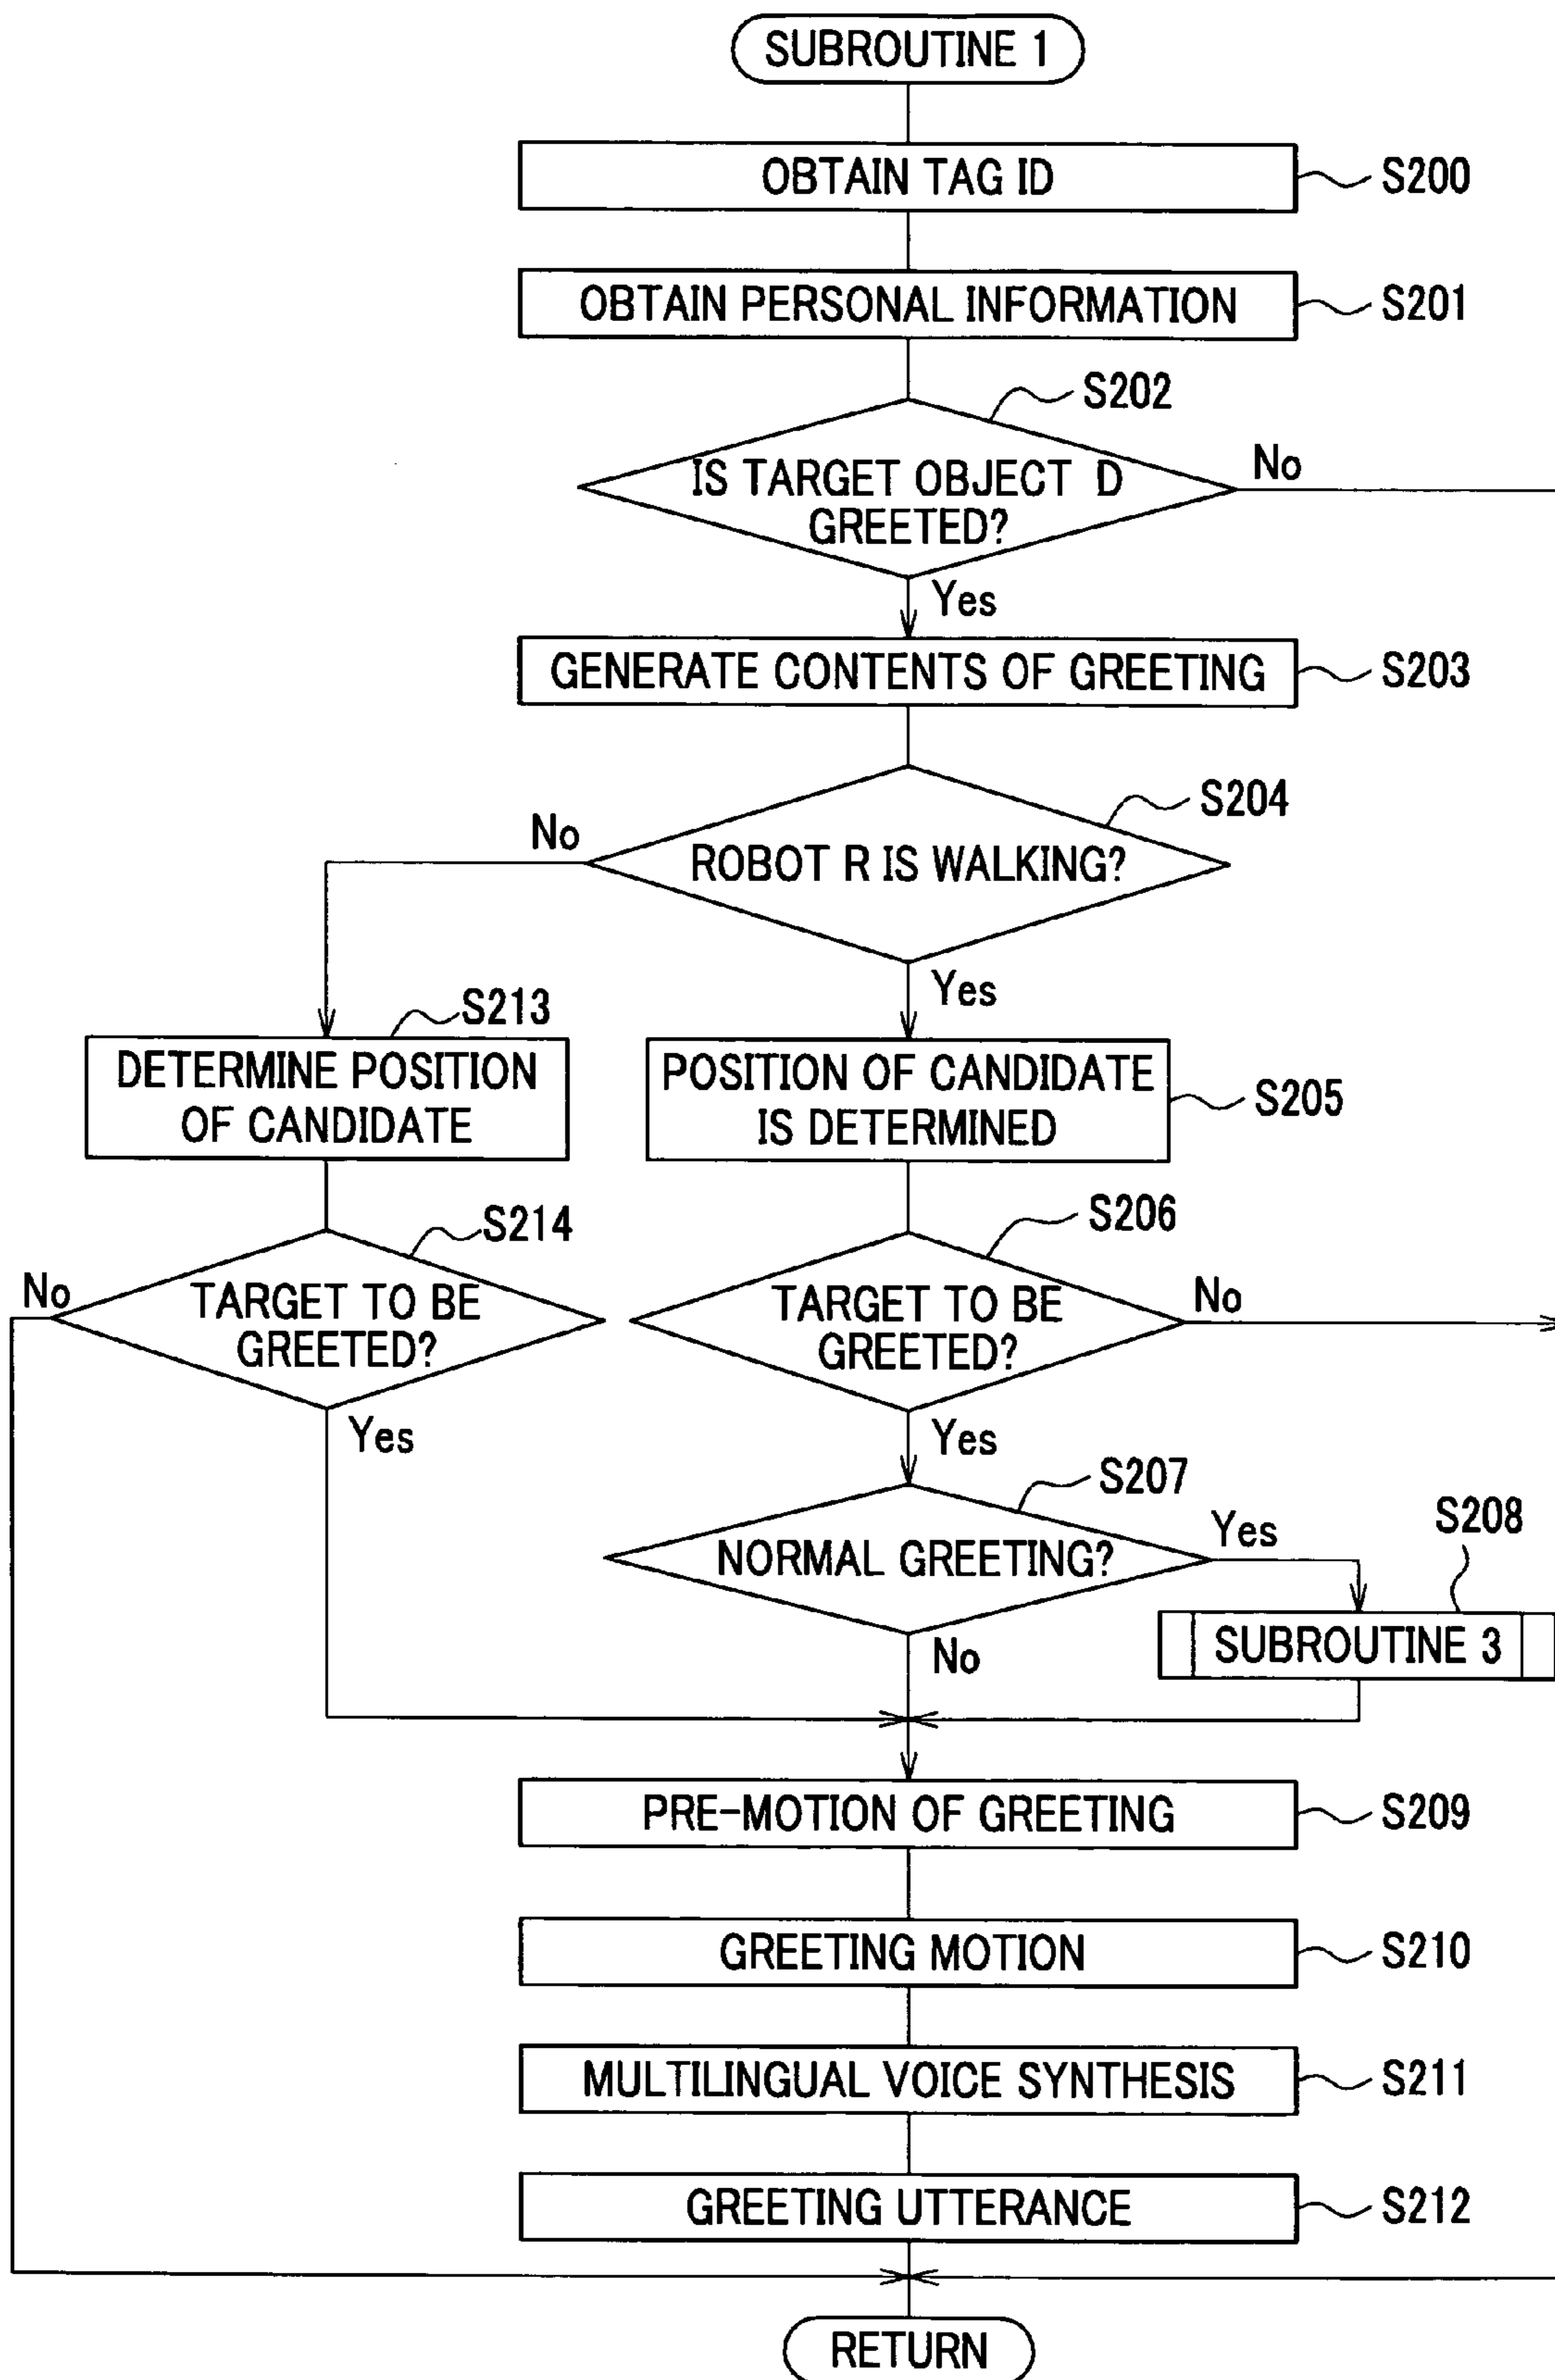 SUBROUTINE 1
OBTAIN TAG ID
S200
OBTAIN PERSONAL INFORMATION
S201
S202
IS TARGET OBJECT D
GREETED?
No
Yes
GENERATE CONTENTS OF GREETING
S203
S204
No
ROBOT R IS WALKING?
Yes
S213
DETERMINE POSITION
OF CANDIDATE
POSITION OF CANDIDATE
IS DETERMINED
S205
S214
No
TARGET TO BE
GREETED?
Yes
S206
TARGET TO BE
GREETED?
No
Yes
S207
NORMAL GREETING?
Yes
S208
SUBROUTINE 3
No
PRE-MOTION OF GREETING
S209
GREETING MOTION
S210
MULTILINGUAL VOICE SYNTHESIS
S211
GREETING UTTERANCE
S212
RETURN